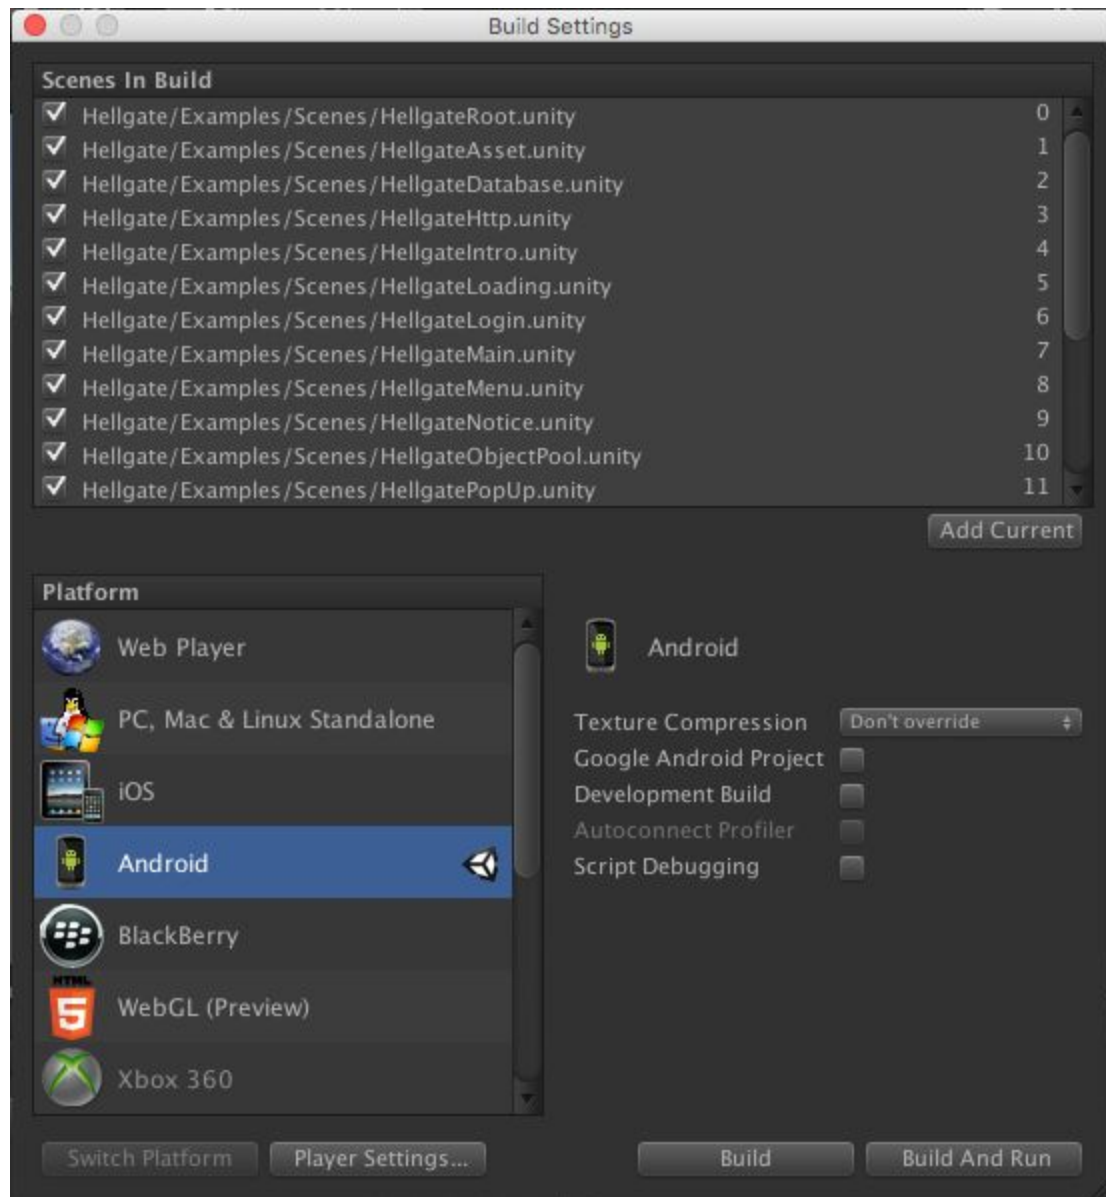 Build Settings
Scenes In Build
Hellgate/Examples/Scenes/HellgateRoot.unity 0
Hellgate/Examples/Scenes/HellgateAsset.unity 1
Hellgate/Examples/Scenes/HellgateDatabase.unity 2
Hellgate/Examples/Scenes/HellgateHttp.unity 3
Hellgate/Examples/Scenes/HellgateIntro.unity 4
Hellgate/Examples/Scenes/HellgateLoading.unity 5
Hellgate/Examples/Scenes/HellgateLogin.unity 6
Hellgate/Examples/Scenes/HellgateMain.unity 7
Hellgate/Examples/Scenes/HellgateMenu.unity 8
Hellgate/Examples/Scenes/HellgateNotice.unity 9
Hellgate/Examples/Scenes/HellgateObjectPool.unity 10
Hellgate/Examples/Scenes/HellgatePopUp.unity 11
Add Current
Platform
Web Player
PC, Mac & Linux Standalone
iOS
Android
BlackBerry
HTML
5
WebGL (Preview)
Xbox 360
Android
Texture Compression Don't override
Google Android Project
Development Build
Autoconnect Profiler
Script Debugging
Switch Platform
Player Settings...
Build
Build And Run